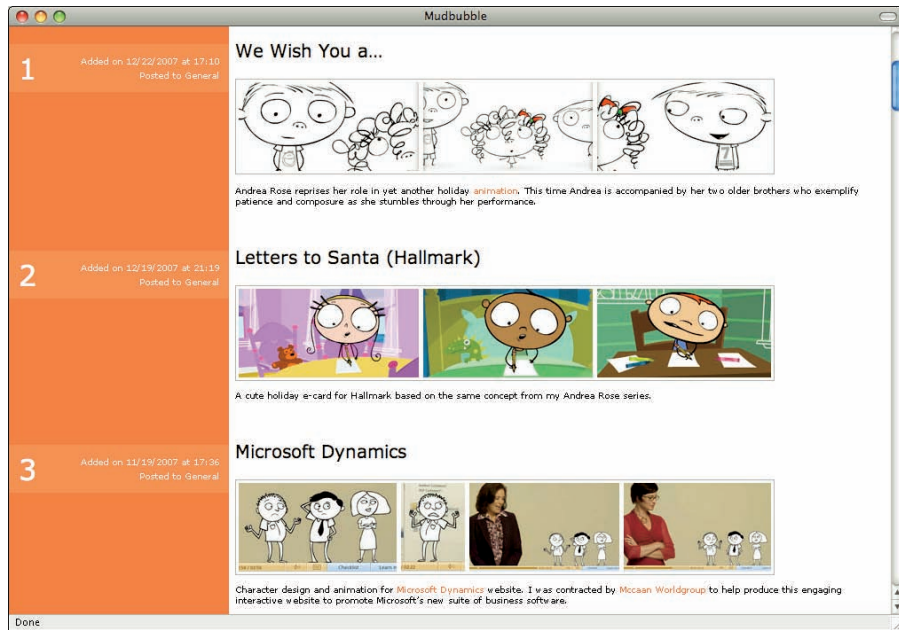 Mudbubble
1
Added on 12/22/2007 at 17:10
Posted to General
We Wish You a...
7
Andrea Rose reprises her role in yet another holiday animation. This time Andrea is accompanied by her two older brothers who exemplify
patience and composure as she stumbles through her performance.
2
Added on 12/19/2007 at 21:19
Posted to General
Letters to Santa (Hallmark)
A cute holiday e-card for Hallmark based on the same concept from my Andrea Rose series.
3
Added on 11/19/2007 at 17:36
Posted to General
Microsoft Dynamics
Checklist
Learn
Character design and animation for Microsoft Dynamics website. I was contracted by Mccaan Worldgroup to help produce this engaging
interactive website to promote Microsoft's new suite of business software.
Done